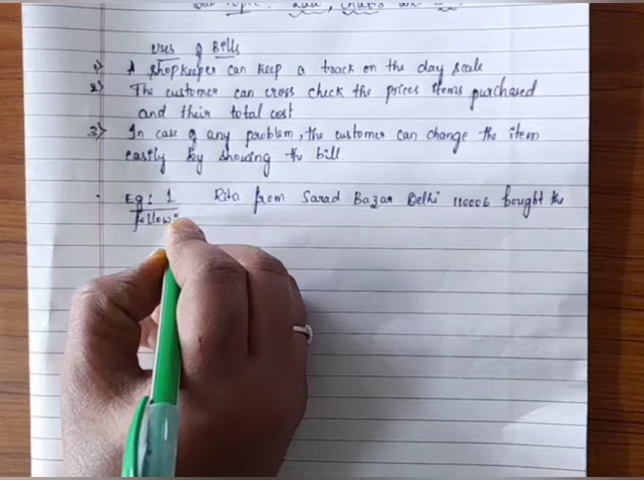 Uses of Bills
1) A shopkeeper can keep a track on the day scale
2) The customer can cross check the prices items purchased
and their total cost
3) In case of any problem, the customer can change the item
easily by showing the bill.
Eg: 1 Rita from Sarad Bazar Delhi 110006 bought the